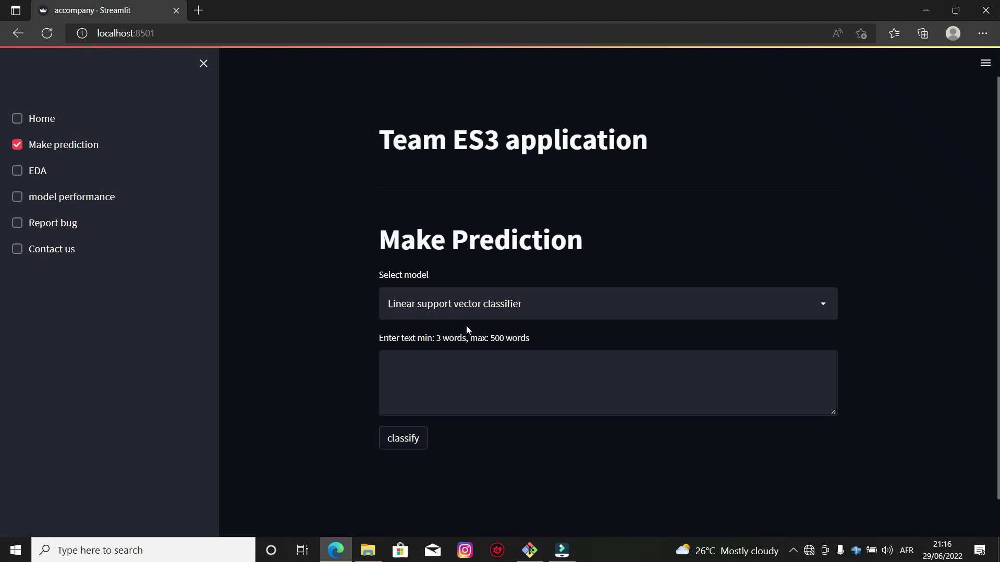 accompany · Streamlit
localhost:8501
Home
Make prediction
EDA
model performance
Report bug
Contact us
Team ES3 application
Make Prediction
Select model
Linear support vector classifier
Enter text min: 3 words, max: 500 words
classify
Type here to search
26°C Mostly cloudy
AFR
21:16
29/06/2022